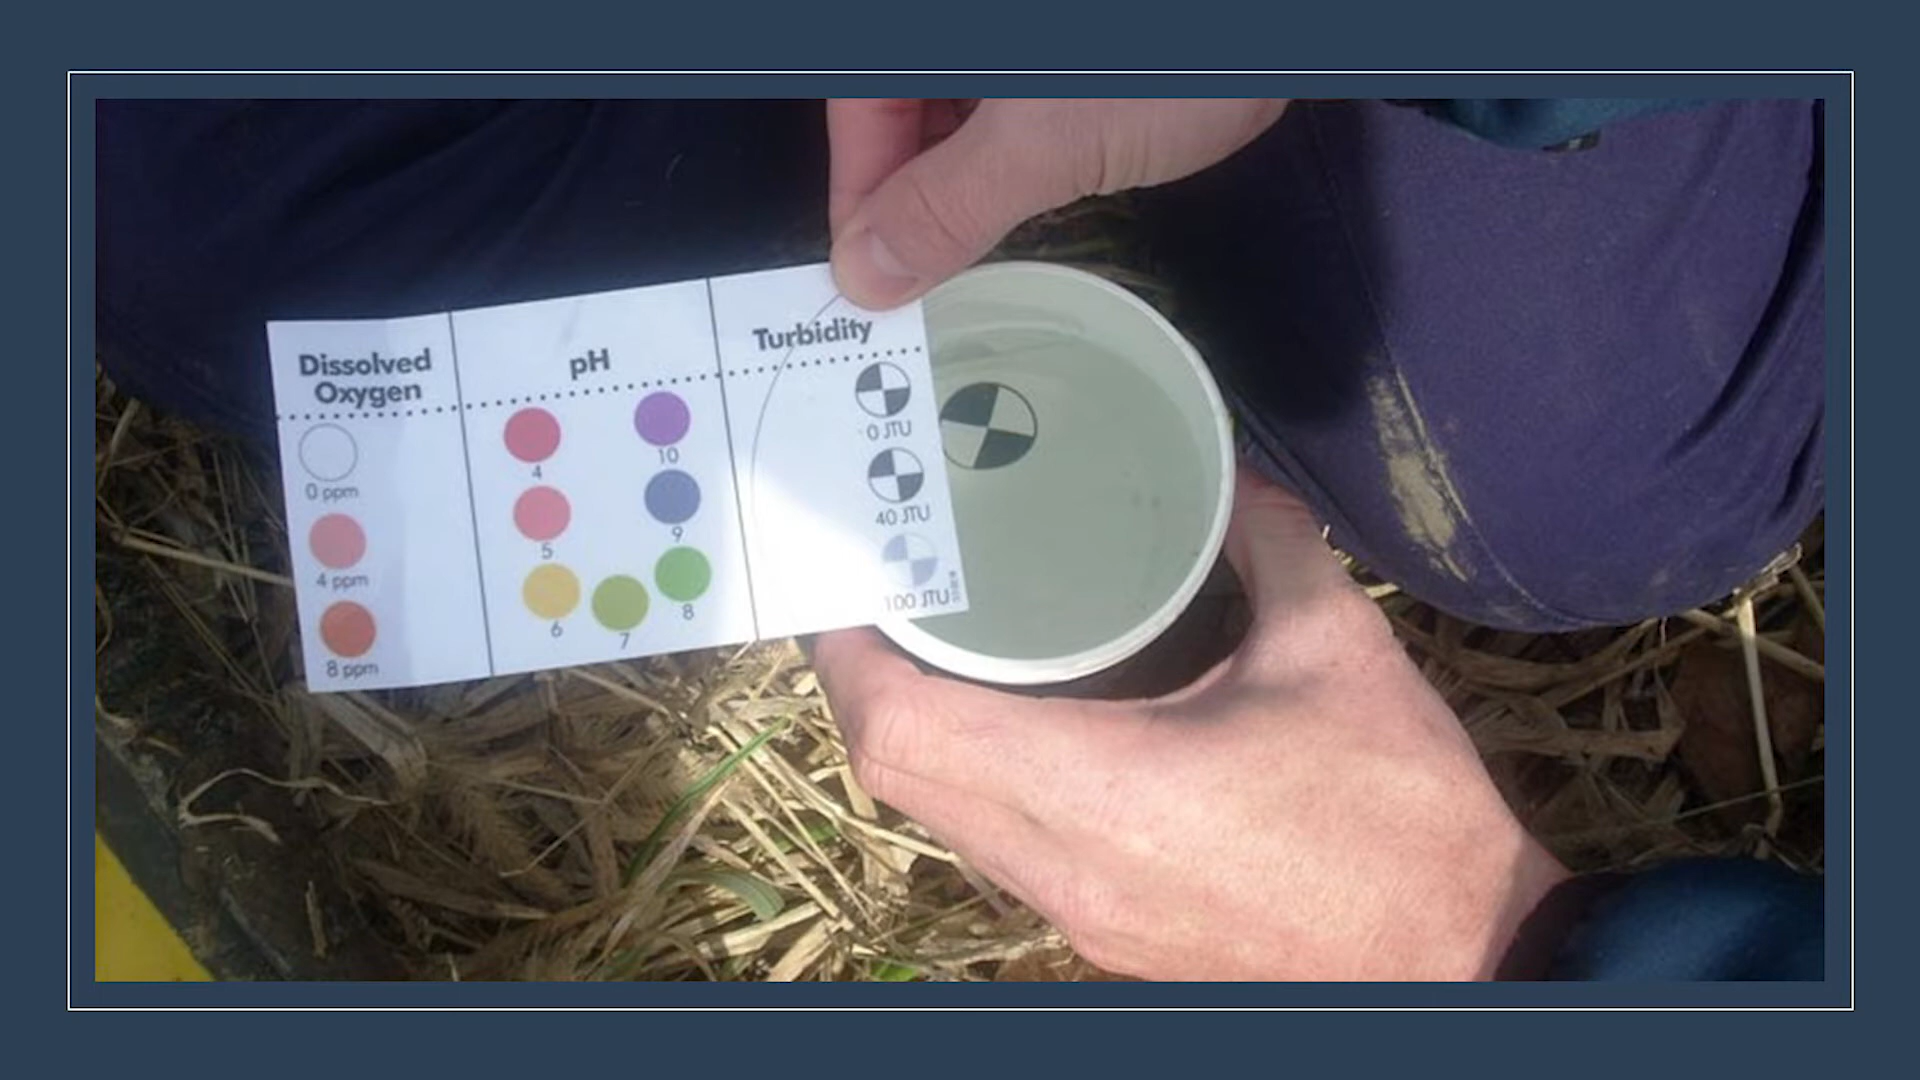 Dissolved
Oxygen
0 ppm
4 ppm
8 ppm
pH
4
10
5
9
6
7
8
Turbidity
0 JTU
40 JTU
100 JTU